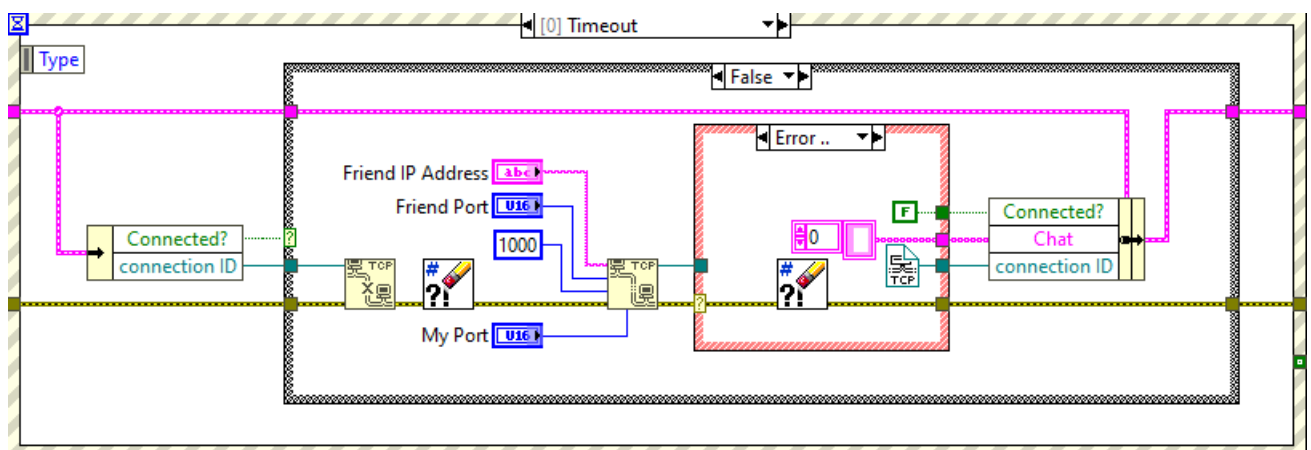 [0] Timeout
Type
False
Error ..
Friend IP Address abc
Friend Port U16
1000
TCP
TCP
#
?!
My Port U16
Connected?
connection ID
0
#
?!
F
TCP
Connected?
Chat
connection ID
?
?